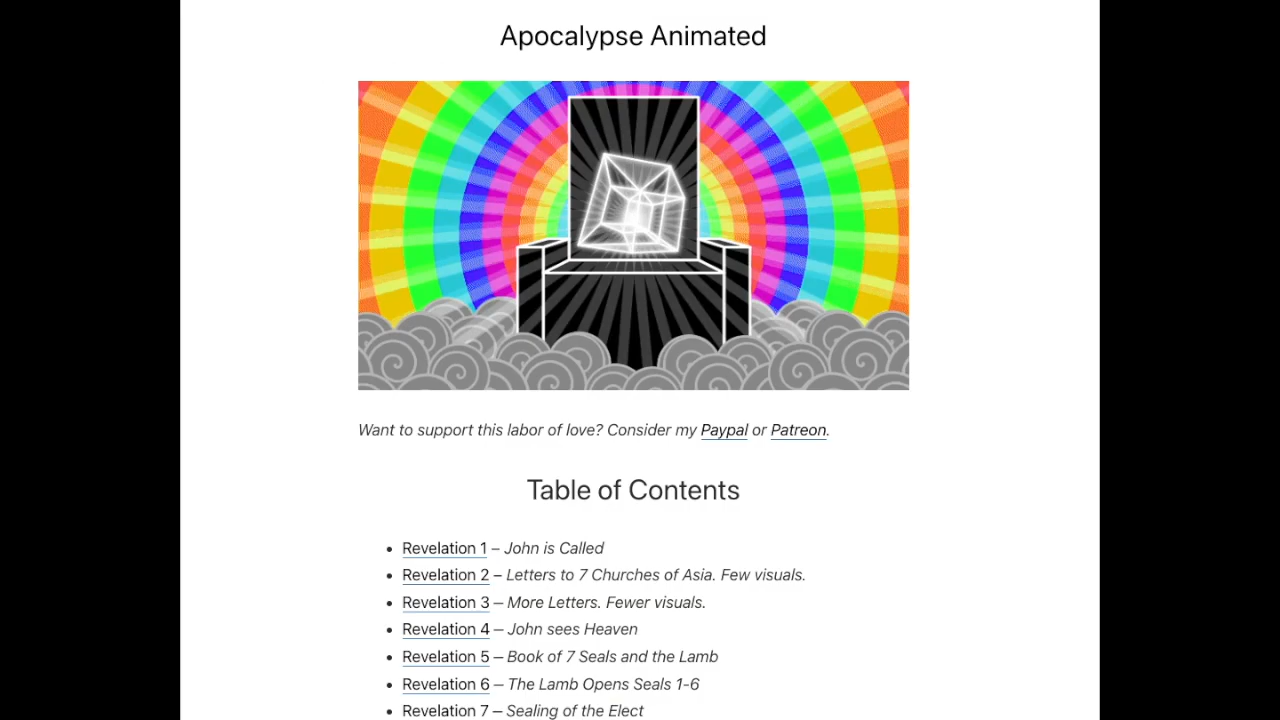 Apocalypse Animated
Want to support this labor of love? Consider my Paypal or Patreon.
Table of Contents
• Revelation 1 – John is Called
• Revelation 2 – Letters to 7 Churches of Asia. Few visuals.
• Revelation 3 – More Letters. Fewer visuals.
• Revelation 4 – John sees Heaven
• Revelation 5 – Book of 7 Seals and the Lamb
• Revelation 6 – The Lamb Opens Seals 1-6
• Revelation 7 – Sealing of the Elect